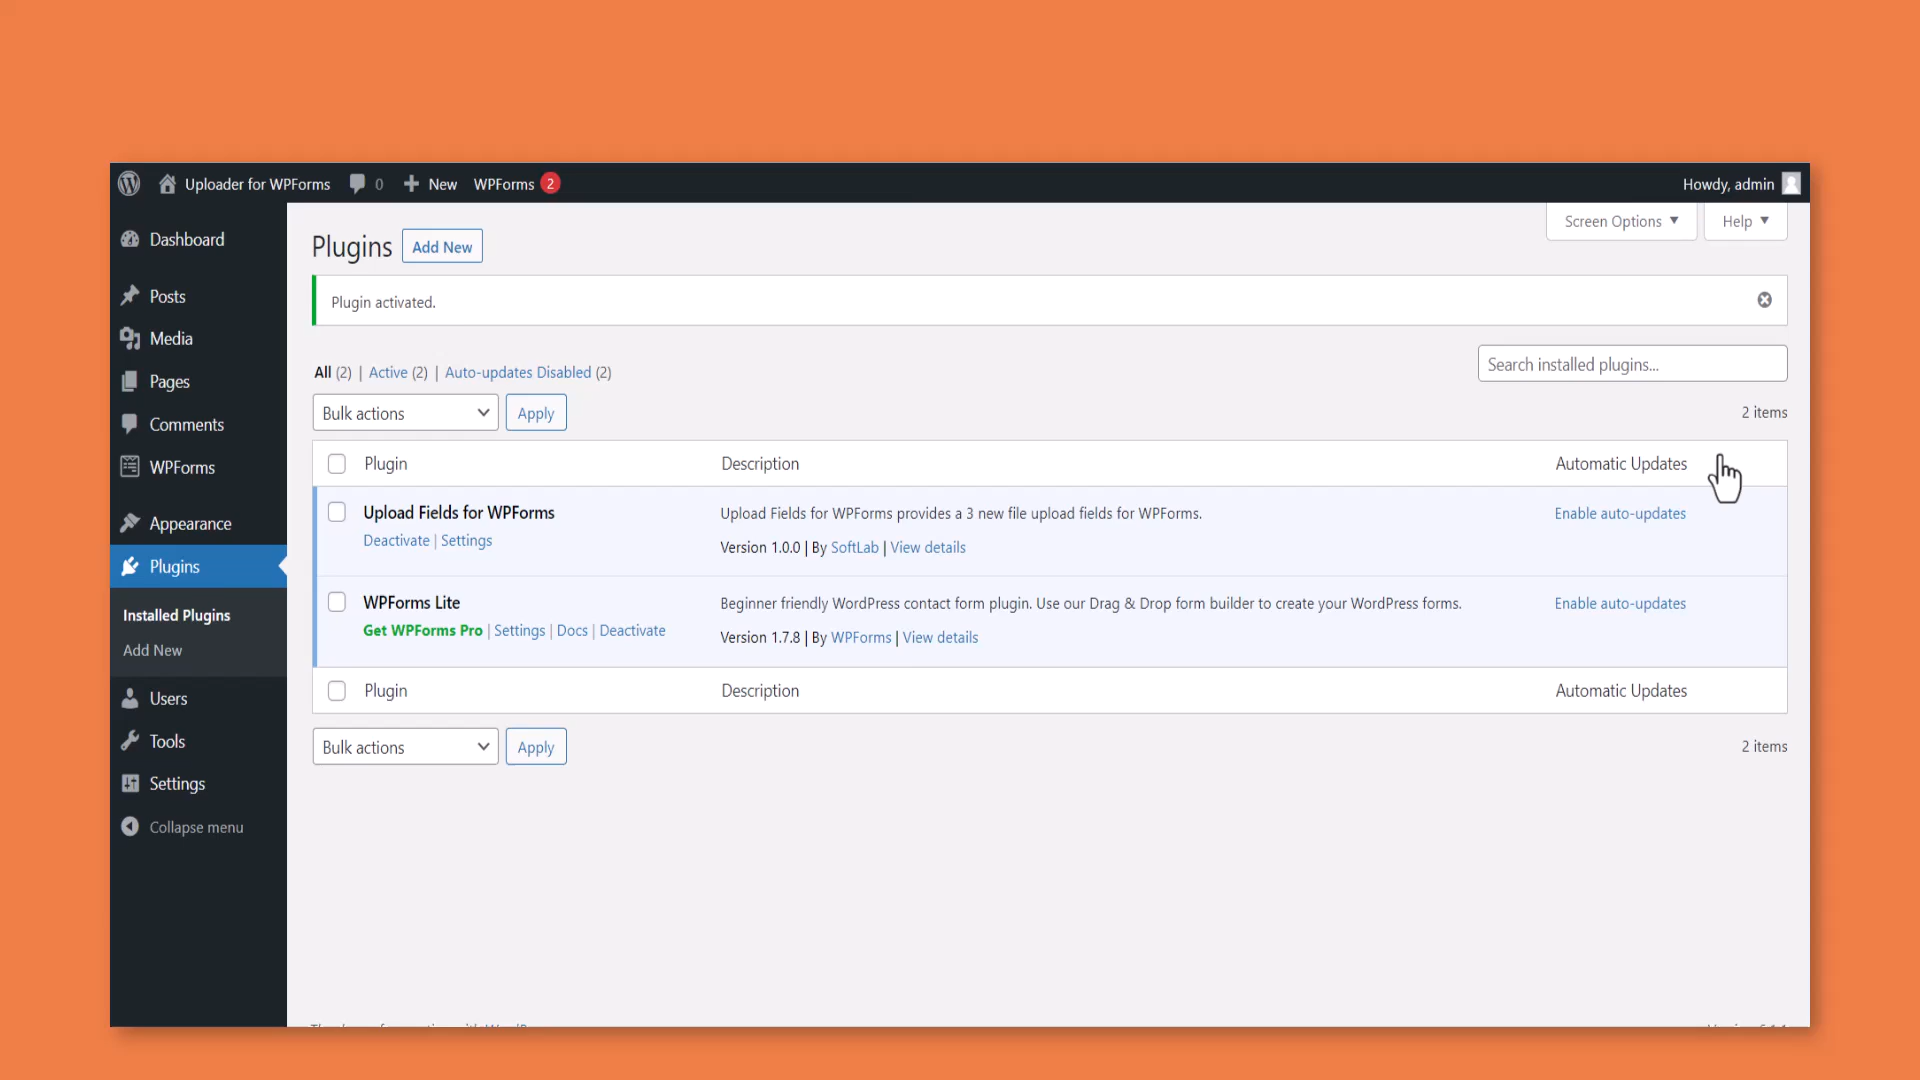 Uploader for WPForms 0 New WPForms 2 Howdy, admin
Dashboard
Posts
Media
Pages
Comments
WPForms
Appearance
Plugins
Installed Plugins
Add New
Users
Tools
Settings
Collapse menu
Screen Options Help
Plugins Add New
Plugin activated.
All (2) | Active (2) | Auto-updates Disabled (2)
Search installed plugins...
Bulk actions Apply 2 items
Plugin Description Automatic Updates
Upload Fields for WPForms Upload Fields for WPForms provides a 3 new file upload fields for WPForms. Enable auto-updates
Deactivate | Settings Version 1.0.0 | By SoftLab | View details
WPForms Lite Beginner friendly WordPress contact form plugin. Use our Drag & Drop form builder to create your WordPress forms. Enable auto-updates
Get WPForms Pro | Settings | Docs | Deactivate Version 1.7.8 | By WPForms | View details
Plugin Description Automatic Updates
Bulk actions Apply 2 items